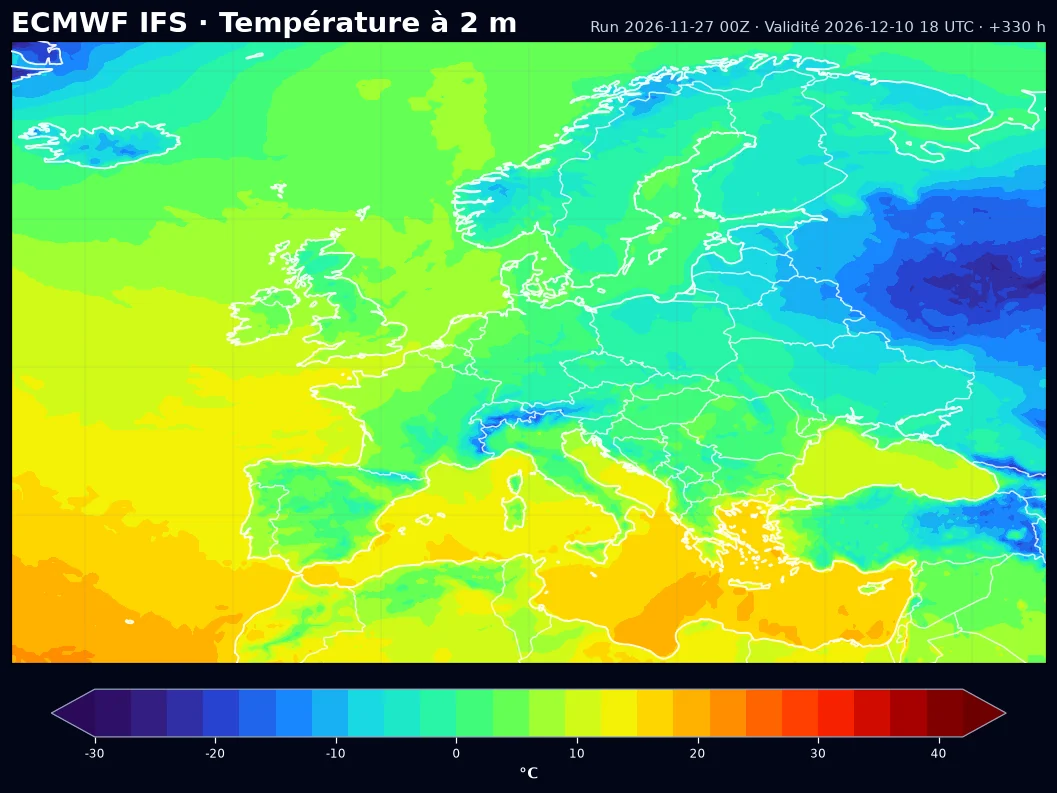 ECMWF IFS · Température à 2 m
Run 2026-11-27 00Z · Validité 2026-12-10 18 UTC · +330 h
-30 -20 -10 0 10 20 30 40
°C